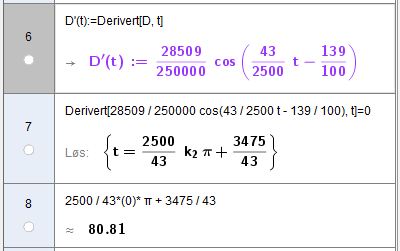 6
D'(t):=Derivert[D, t]
→ D'(t) := 28509/250000 cos(43/2500 t − 139/100)
7
Derivert[28509 / 250000 cos(43 / 2500 t - 139 / 100), t]=0
Løs: {t = 2500/43 k₂ π + 3475/43}
8
2500 / 43*(0)* π + 3475 / 43
≈ 80.81